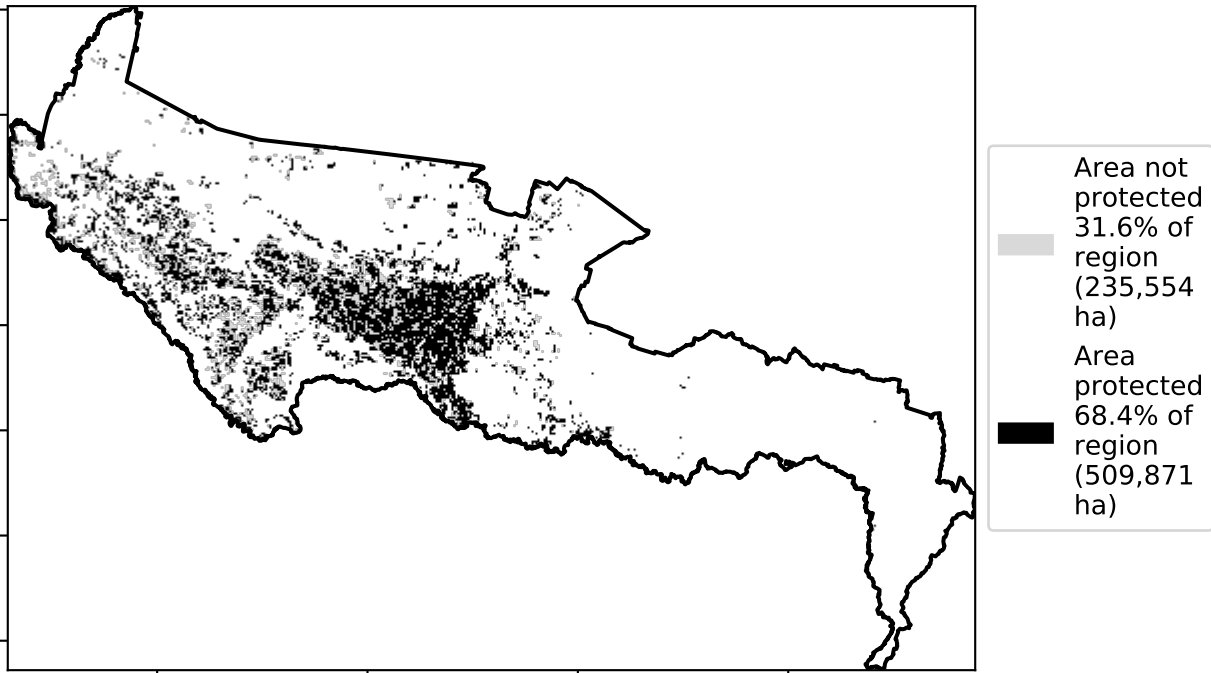 Area not
protected
31.6% of
region
(235,554
ha)
Area
protected
68.4% of
region
(509,871
ha)